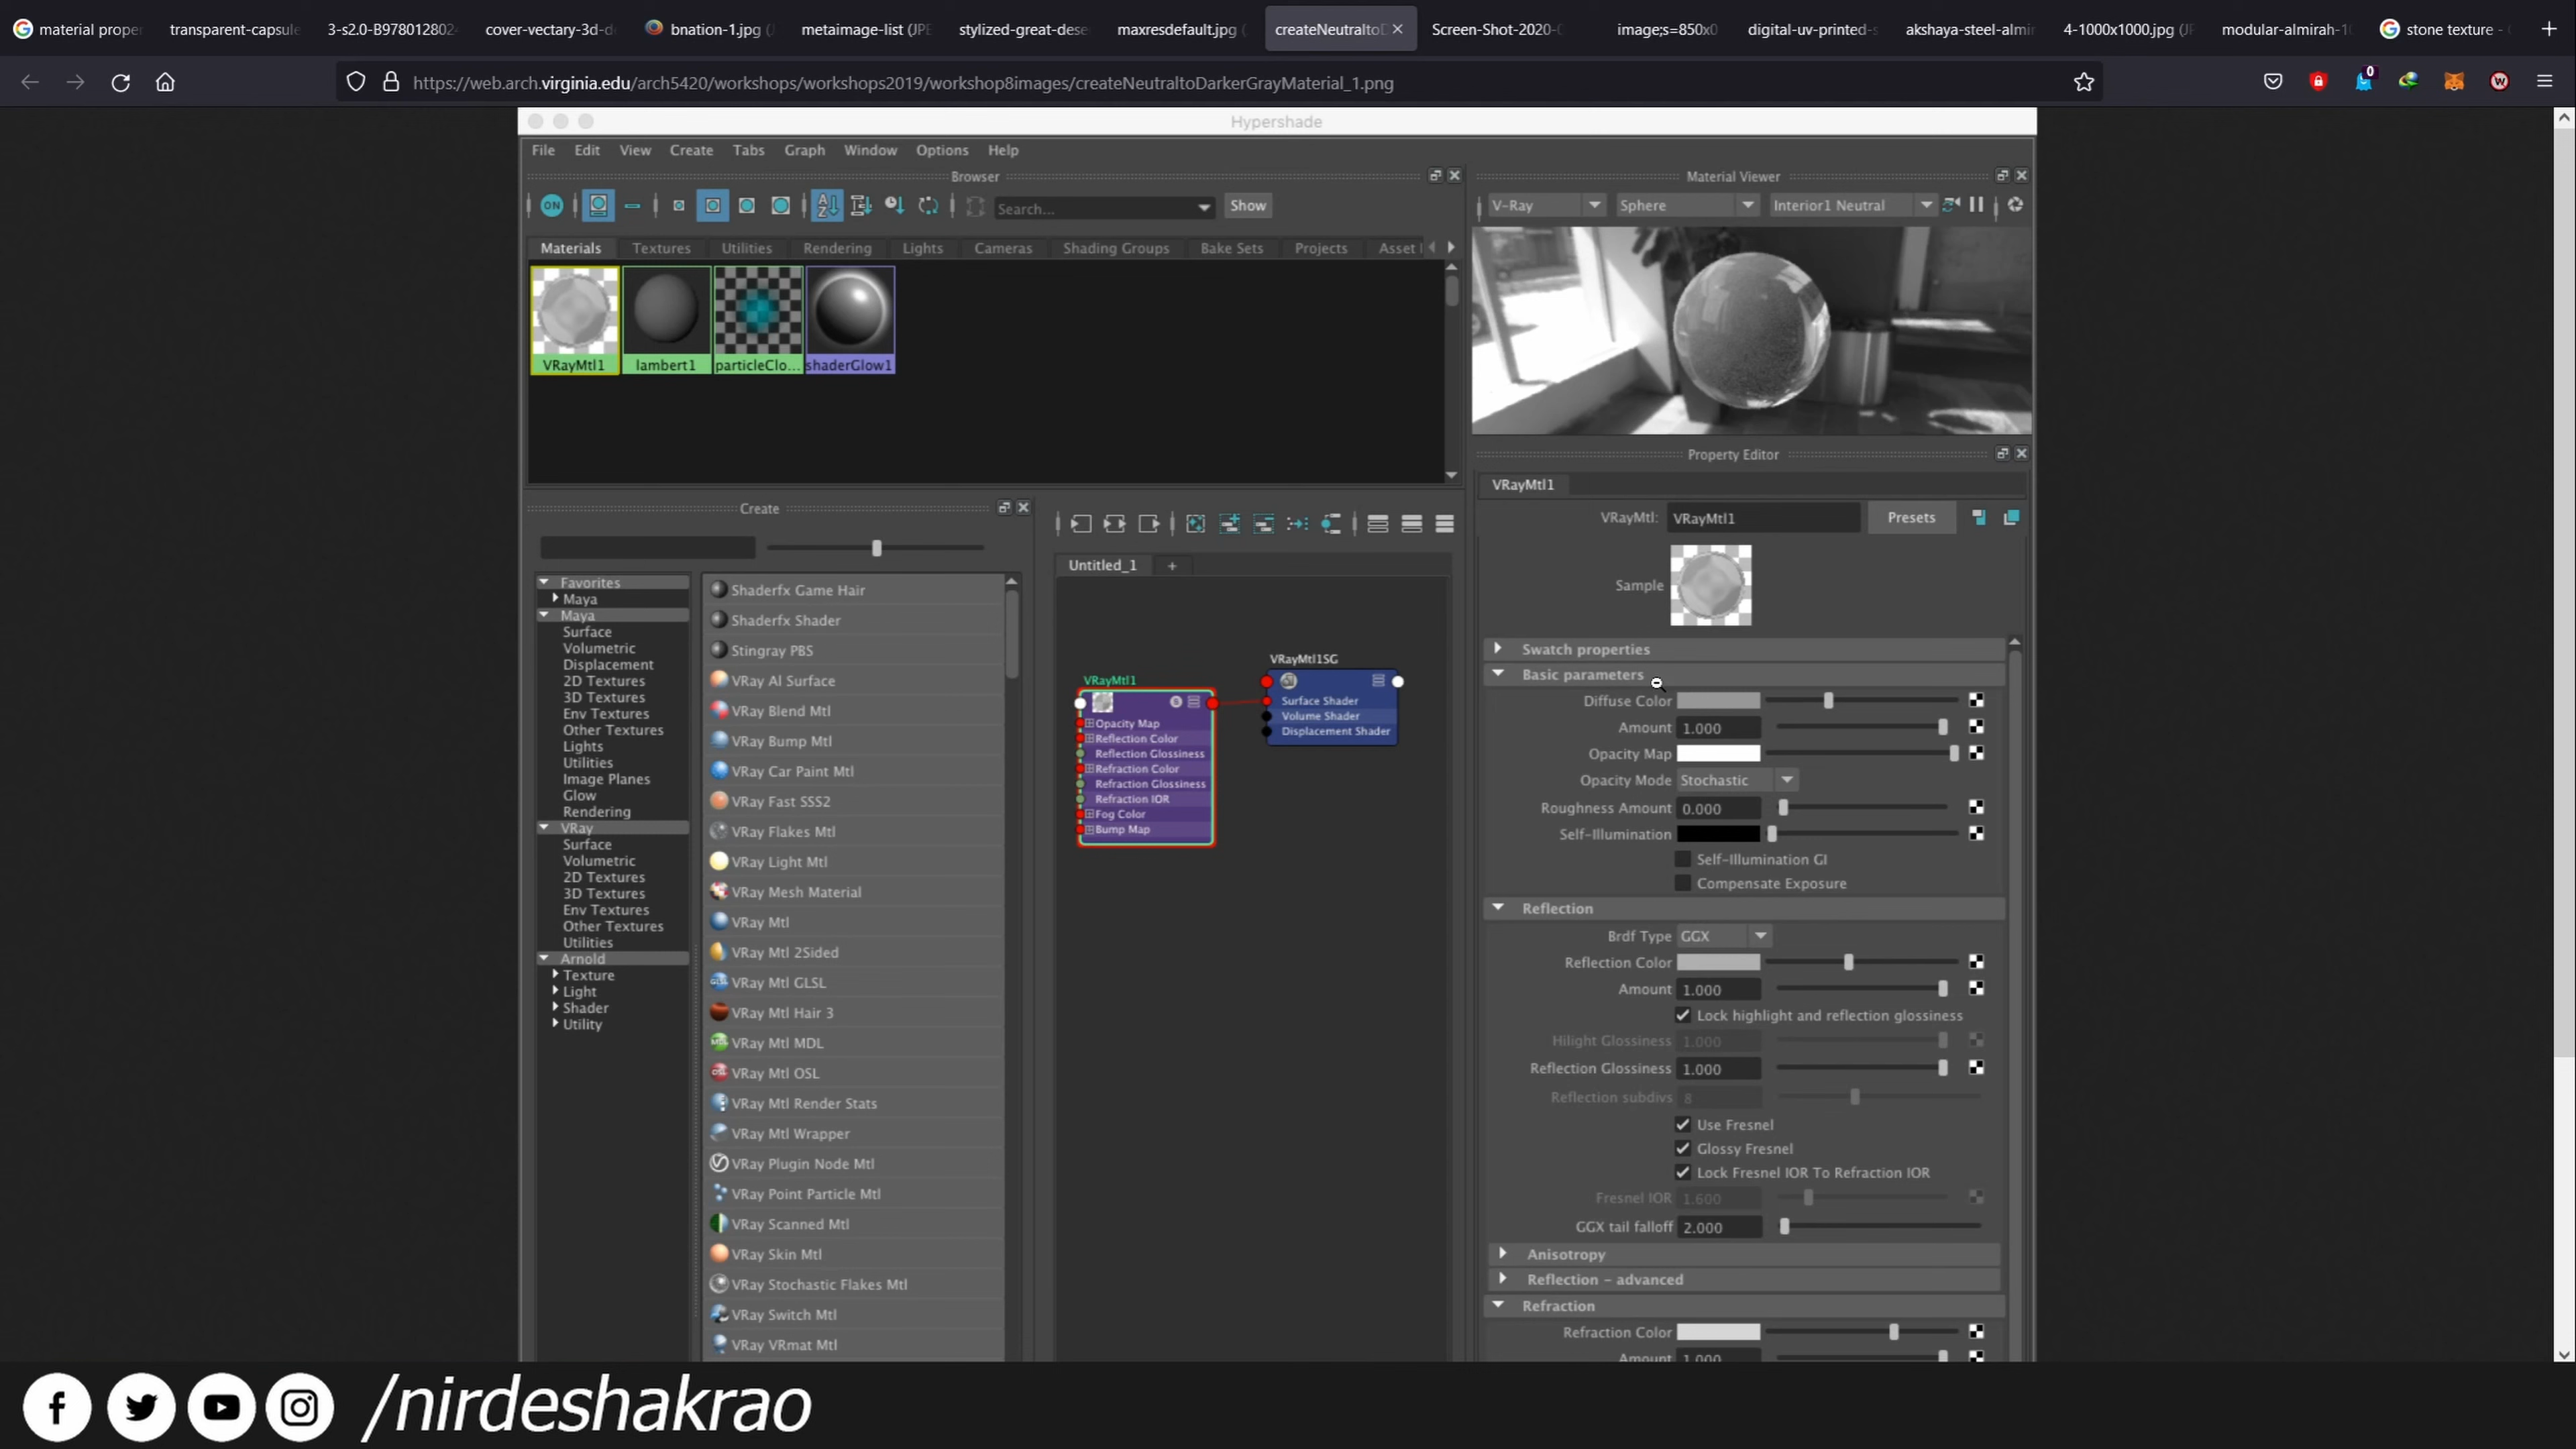 material proper
transparent-capsule
3-s2.0-B9780128024
cover-vectary-3d-de
bnation-1.jpg (J
metaimage-list (JPE
stylized-great-deser
maxresdefault.jpg (
createNeutraltoD
Screen-Shot-2020-0
image;s=850x0
digital-uv-printed-s
akshaya-steel-almir
4-1000x1000.jpg (JP
modular-almirah-10
stone texture -
https://web.arch.virginia.edu/arch5420/workshops/workshops2019/workshop8images/createNeutraltoDarkerGrayMaterial_1.png
0
Hypershade
File Edit View Create Tabs Graph Window Options Help
Browser
ON
Search...
Show
Materials Textures Utilities Rendering Lights Cameras Shading Groups Bake Sets Projects Asset
VRayMtl1
lambert1
particleClo...
shaderGlow1
Material Viewer
V-Ray
Sphere
Interior1 Neutral
Create
Favorites
Maya
Maya
Surface
Volumetric
Displacement
2D Textures
3D Textures
Env Textures
Other Textures
Lights
Utilities
Image Planes
Glow
Rendering
VRay
Surface
Volumetric
2D Textures
3D Textures
Env Textures
Other Textures
Utilities
Arnold
Texture
Light
Shader
Utility
Shaderfx Game Hair
Shaderfx Shader
Stingray PBS
VRay Al Surface
VRay Blend Mtl
VRay Bump Mtl
VRay Car Paint Mtl
VRay Fast SSS2
VRay Flakes Mtl
VRay Light Mtl
VRay Mesh Material
VRay Mtl
VRay Mtl 2Sided
VRay Mtl GLSL
VRay Mtl Hair 3
VRay Mtl MDL
VRay Mtl OSL
VRay Mtl Render Stats
VRay Mtl Wrapper
VRay Plugin Node Mtl
VRay Point Particle Mtl
VRay Scanned Mtl
VRay Skin Mtl
VRay Stochastic Flakes Mtl
VRay Switch Mtl
VRay VRmat Mtl
Untitled_1 +
VRayMtl1
Opacity Map
Reflection Color
Reflection Glossiness
Refraction Color
Refraction Glossiness
Refraction IOR
Fog Color
Bump Map
VRayMtl1SG
Surface Shader
Volume Shader
Displacement Shader
Property Editor
VRayMtl1
VRayMtl: VRayMtl1
Presets
Sample
Swatch properties
Basic parameters
Diffuse Color
Amount 1.000
Opacity Map
Opacity Mode Stochastic
Roughness Amount 0.000
Self-Illumination
Self-Illumination GI
Compensate Exposure
Reflection
Brdf Type GGX
Reflection Color
Amount 1.000
Lock highlight and reflection glossiness
Hilight Glossiness 1.000
Reflection Glossiness 1.000
Reflection subdivs 8
Use Fresnel
Glossy Fresnel
Lock Fresnel IOR To Refraction IOR
Fresnel IOR 1.600
GGX tail falloff 2.000
Anisotropy
Reflection - advanced
Refraction
Refraction Color
Amount 1.000
/nirdeshakrao